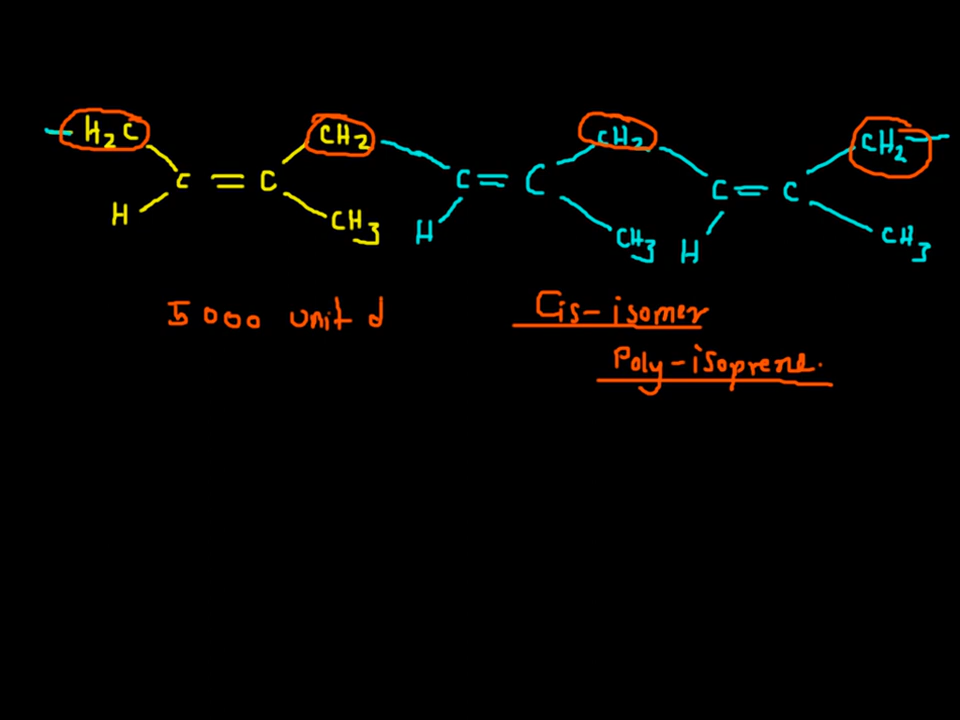 H₂C CH₂ CH₂ CH₂
C = C C = C C = C
H CH₃ H CH₃ H CH₃
5000 unit d Cis-isomer
Poly-isoprene.